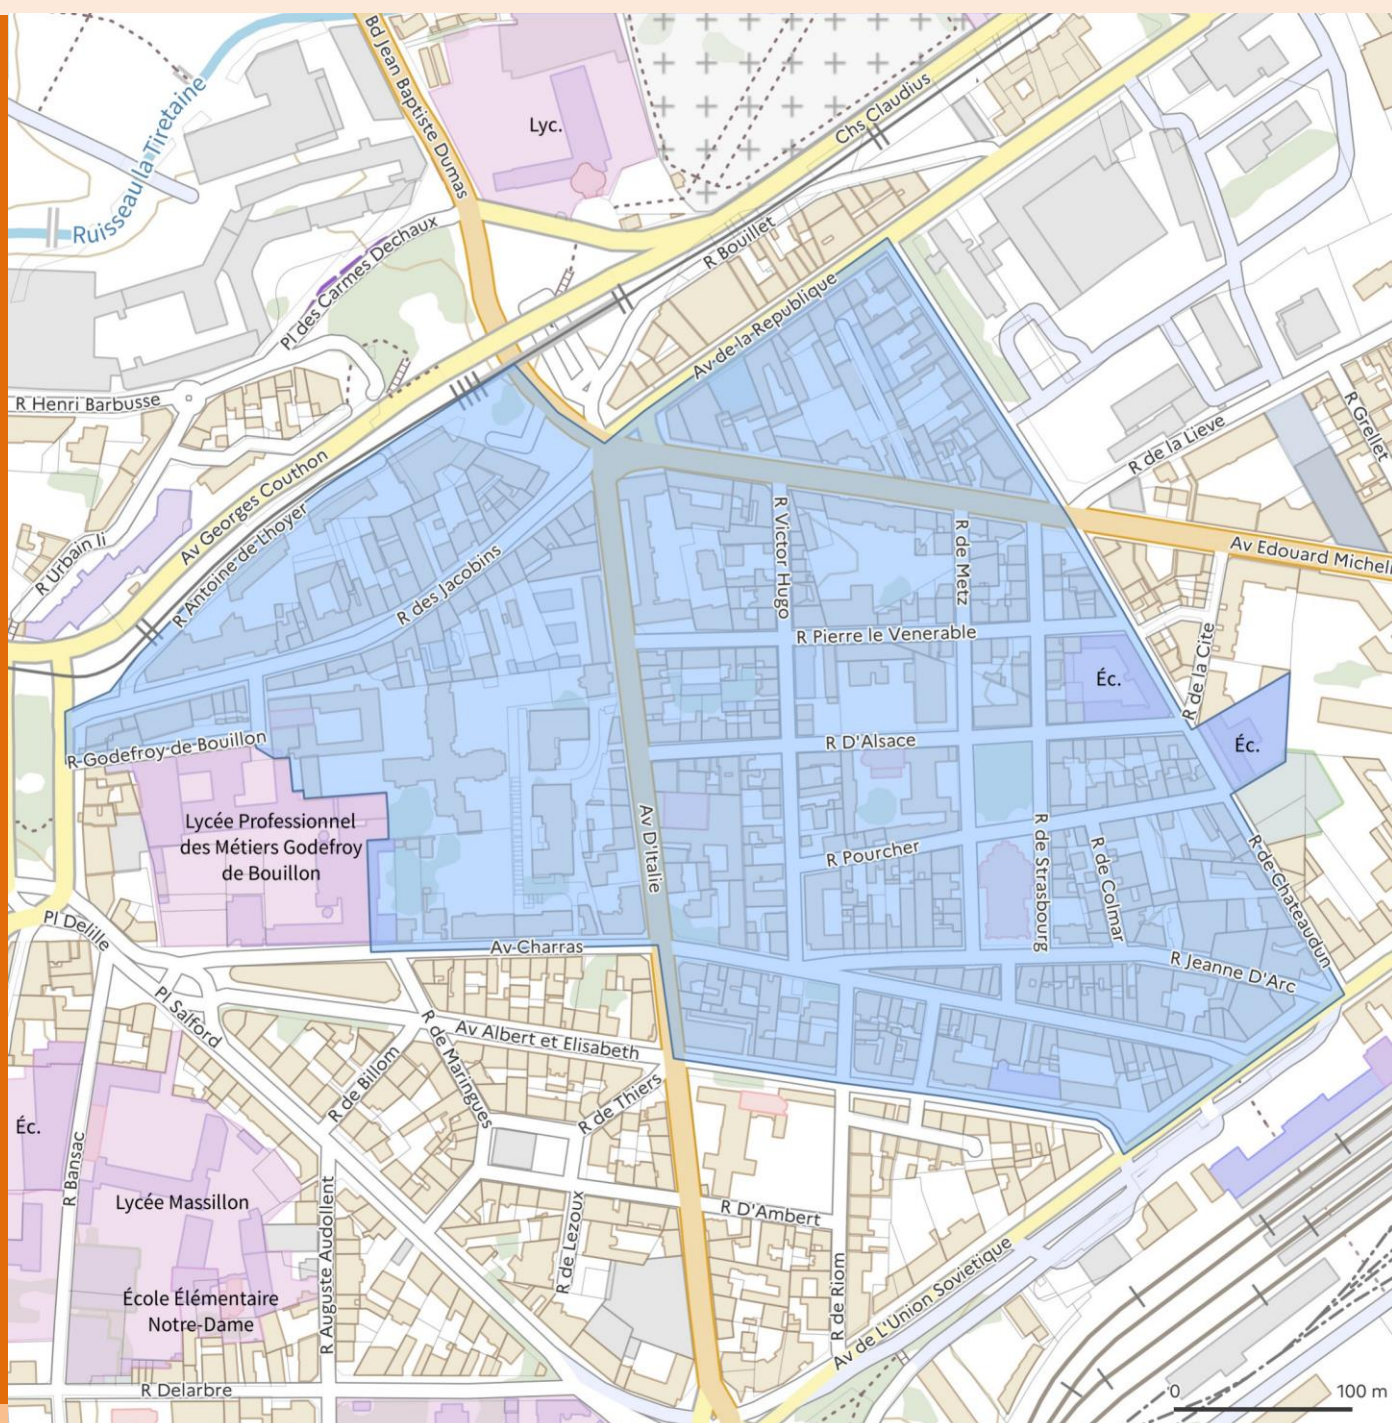 Bd Jean Baptiste Dumas
Lyc.
Chs Claudius
Ruisseau la Tiretaine
Pl des Carmes Dechaux
R Bouillet
Av de la Republique
R Henri Barbusse
R Grellet
R de la Lieve
Av Georges Couthon
R Antoine de Lhoyer
R Urbain Ii
R des Jacobins
R Victor Hugo
R de Metz
Av Edouard Micheli
R Pierre le Venerable
R de la Cite
Éc.
R Godefroy de Bouillon
R D'Alsace
Éc.
Lycée Professionnel
des Métiers Godefroy
de Bouillon
Av D'Italie
R Pourcher
R de Strasbourg
R de Colmar
R de Chateaudun
Pl Delille
Av Charras
R Jeanne D'Arc
Pl Salford
R de Maringues
Av Albert et Elisabeth
R de Billom
R de Thiers
Éc.
R Bansac
Lycée Massillon
R Auguste Audollent
R de Lezoux
R D'Ambert
R de Riom
Av de L'Union Sovietique
École Élémentaire
Notre-Dame
R Delarbre
0 100 m